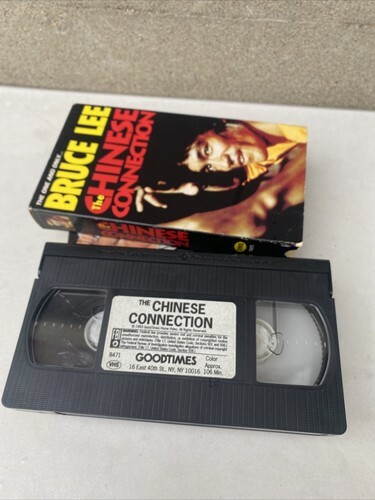 THE ONE AND ONLY...
BRUCE LEE
The
CHINESE
CONNECTION
CHINESE
CONNECTION
THE CHINESE
CONNECTION
GOODTIMES
8471
VHS
16 East 40th St., NY, NY 10016
Color
Approx.
106 Min.